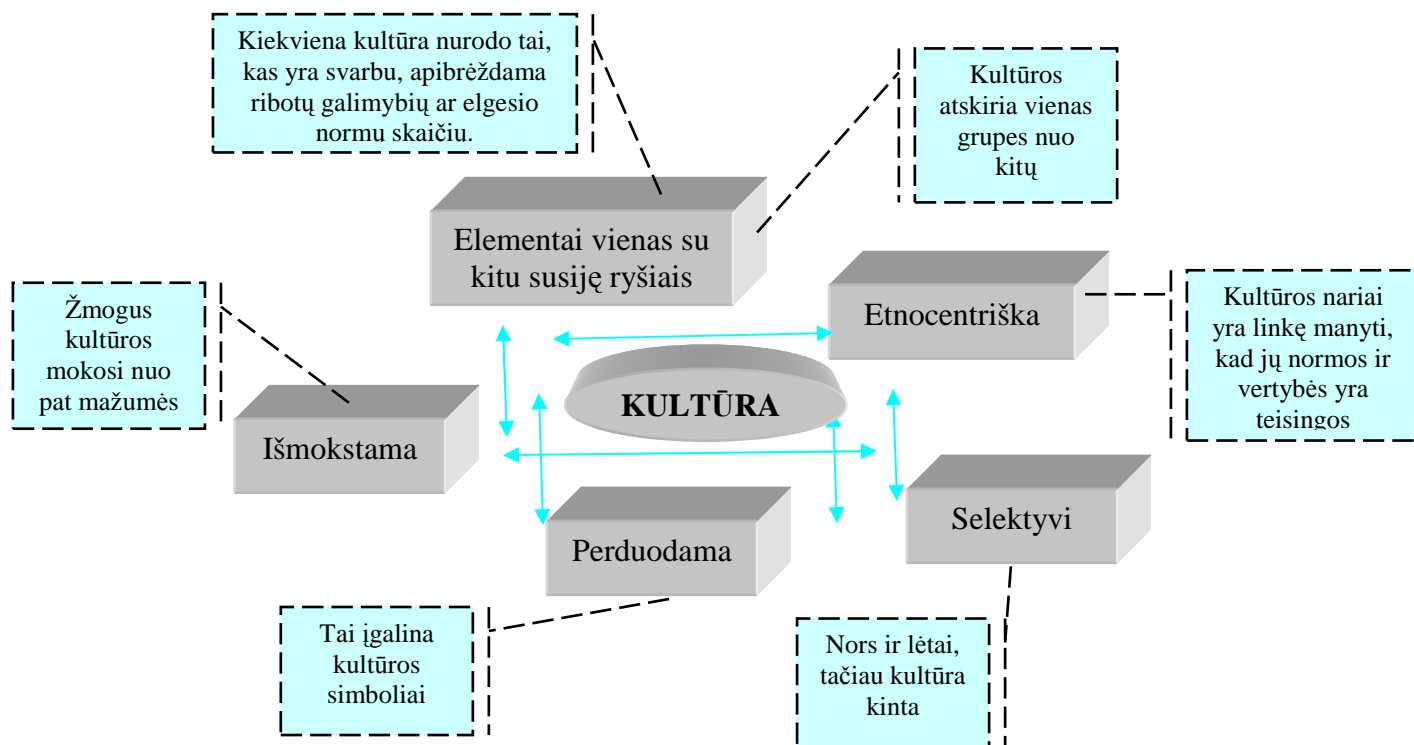 Kiekviena kultūra nurodo tai,
kas yra svarbu, apibrėždama
ribotų galimybių ar elgesio
normu skaičiu.
Kultūros
atskiria vienas
grupes nuo
kitų
Elementai vienas su
kitu susiję ryšiais
Žmogus
kultūros
mokosi nuo
pat mažumės
Etnocentriška
Kultūros nariai
yra linkę manyti,
kad jų normos ir
vertybės yra
teisingos
KULTŪRA
Išmokstama
Selektyvi
Perduodama
Tai įgalina
kultūros
simboliai
Nors ir lėtai,
tačiau kultūra
kinta